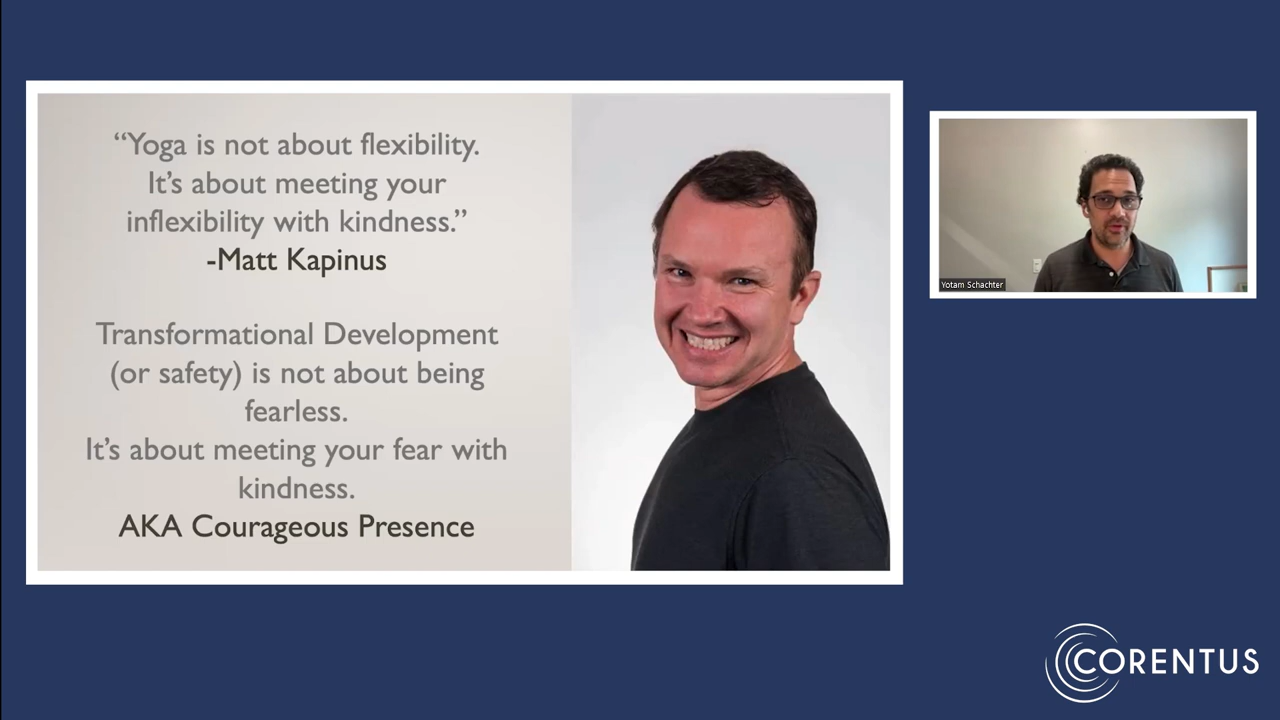 “Yoga is not about flexibility.
It’s about meeting your
inflexibility with kindness.”
-Matt Kapinus
Transformational Development
(or safety) is not about being
fearless.
It’s about meeting your fear with
kindness.
AKA Courageous Presence
Yotam Schachter
CORENTUS